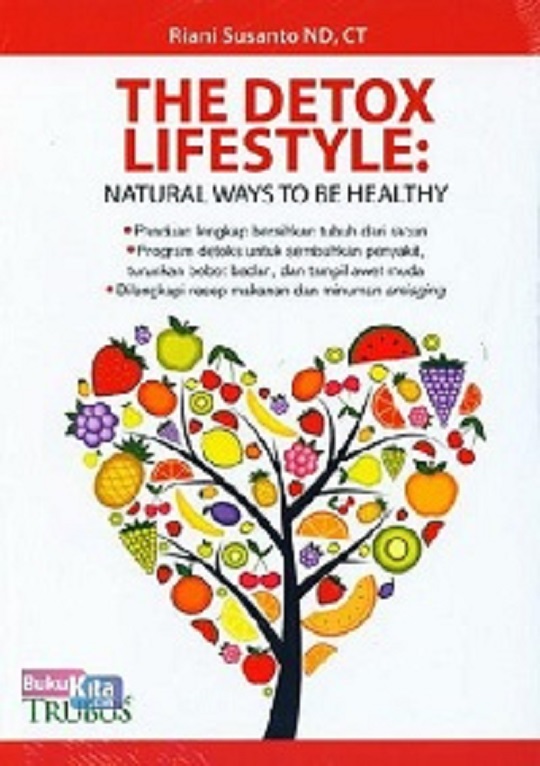 Riani Susanto ND, CT
THE DETOX
LIFESTYLE:
NATURAL WAYS TO BE HEALTHY
• Panduan lengkap bersihkan tubuh dari racun
• Program detoks untuk sembuhkan penyakit,
turunkan bobot badan, dan tampil awet muda
• Dilengkapi resep makanan dan minuman antiaging
BukuKita
.com
TRUBUS